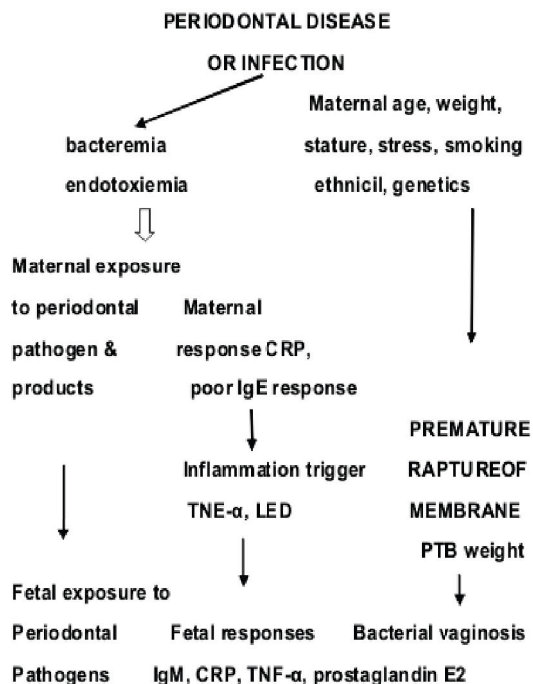 PERIODONTAL DISEASE
OR INFECTION
Maternal age, weight,
stature, stress, smoking
ethnicil, genetics
bacteremia
endotoxiemia
Maternal exposure
to periodontal
pathogen &
products
Maternal
response CRP,
poor IgE response
Inflammation trigger
TNE-α, LED
PREMATURE
RAPTUREOF
MEMBRANE
PTB weight
Fetal exposure to
Periodontal
Pathogens
Fetal responses
IgM, CRP, TNF-α, prostaglandin E2
Bacterial vaginosis